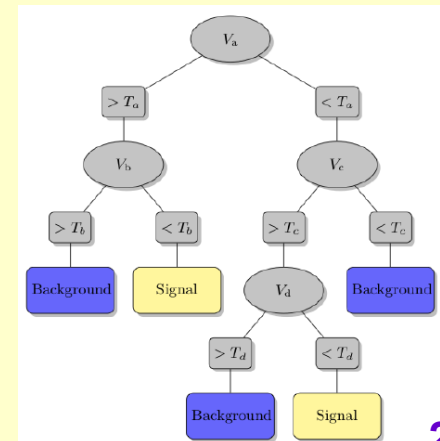 V_a
> T_a < T_a
V_b V_c
> T_b < T_b > T_c < T_c
Background Signal V_d Background
> T_d < T_d
Background Signal